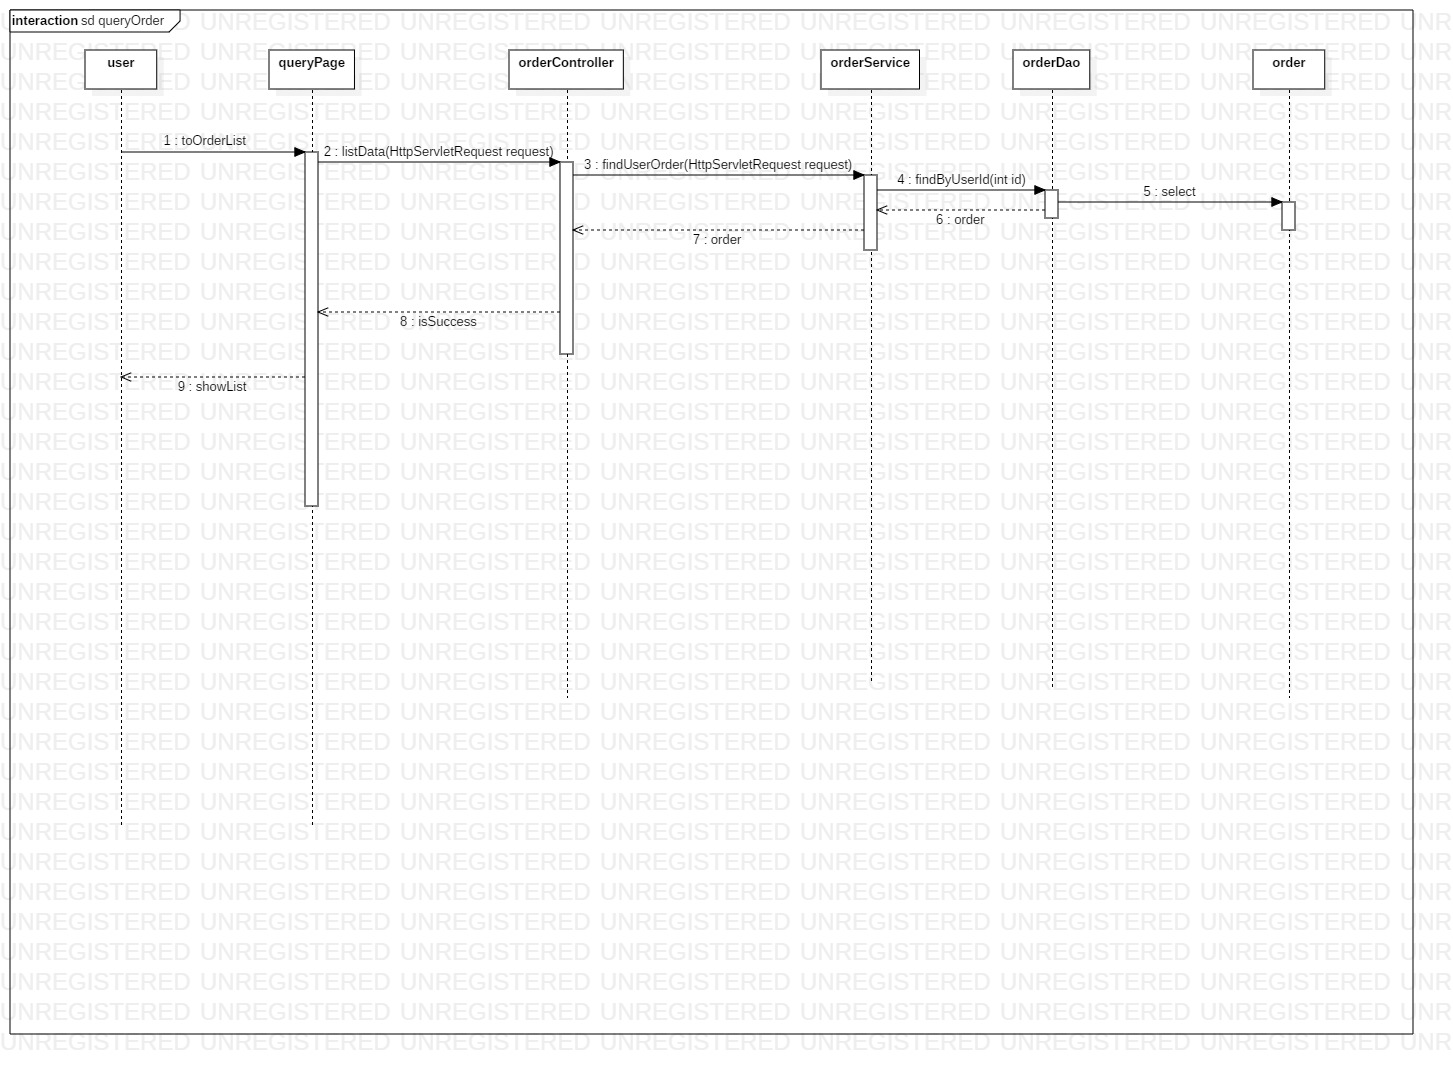 interaction sd queryOrder
user
queryPage
orderController
orderService
orderDao
order
1 : toOrderList
2 : listData(HttpServletRequest request)
3 : findUserOrder(HttpServletRequest request)
4 : findByUserId(int id)
5 : select
6 : order
7 : order
8 : isSuccess
9 : showList
UNREGISTERED